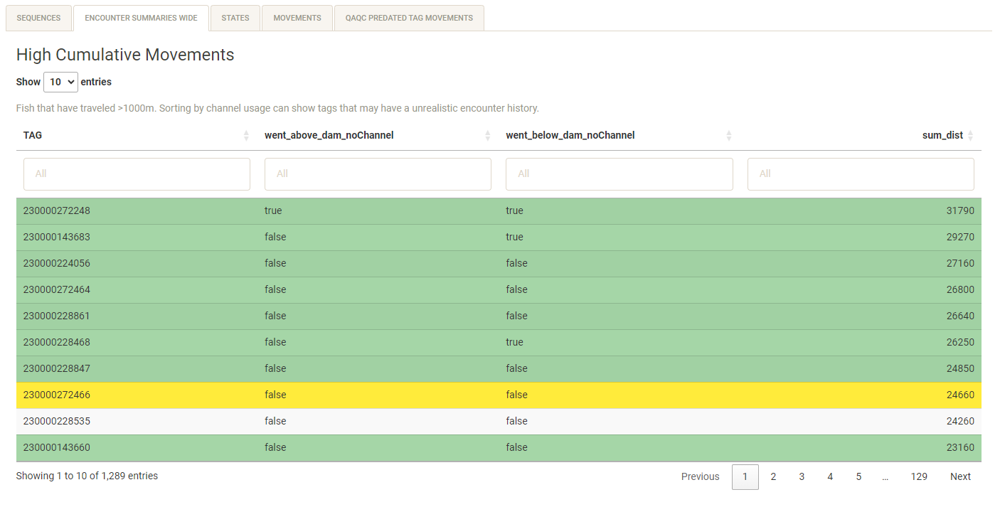 SEQUENCES ENCOUNTER SUMMARIES WIDE STATES MOVEMENTS QAQC PREDATED TAG MOVEMENTS
High Cumulative Movements
Show 10 entries
Fish that have traveled >1000m. Sorting by channel usage can show tags that may have a unrealistic encounter history.
TAG went_above_dam_noChannel went_below_dam_noChannel sum_dist
All All All All
230000272248 true true 31790
230000143683 false true 29270
230000224056 false false 27160
230000272464 false false 26800
230000228861 false false 26640
230000228468 false true 26250
230000228847 false false 24850
230000272466 false false 24660
230000228535 false false 24260
230000143660 false false 23160
Showing 1 to 10 of 1,289 entries Previous 1 2 3 4 5 … 129 Next